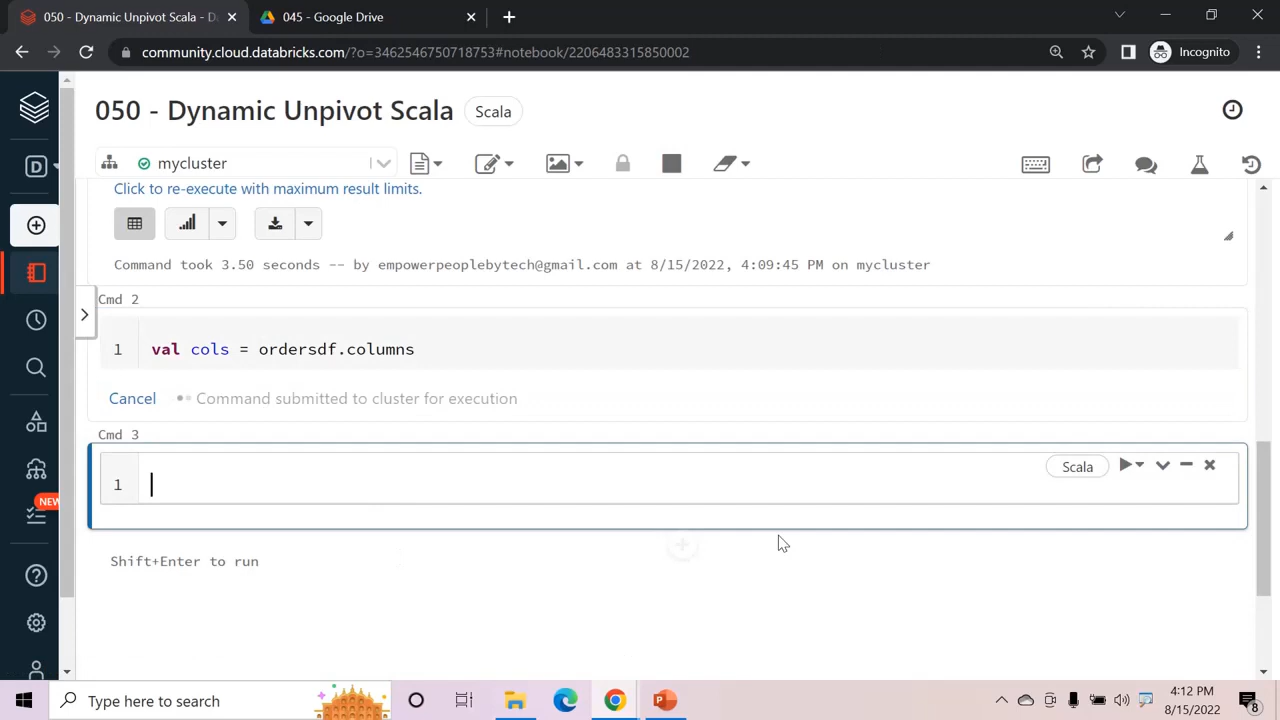 050 - Dynamic Unpivot Scala - Da
045 - Google Drive
community.cloud.databricks.com/?o=3462546750718753#notebook/2206483315850002
Incognito
050 - Dynamic Unpivot Scala
Scala
D
mycluster
Click to re-execute with maximum result limits.
Command took 3.50 seconds -- by empowerpeoplebytech@gmail.com at 8/15/2022, 4:09:45 PM on mycluster
Cmd 2
1 val cols = ordersdf.columns
Cancel Command submitted to cluster for execution
Cmd 3
Scala
1
NEW
Shift+Enter to run
Type here to search
4:12 PM
8/15/2022
8